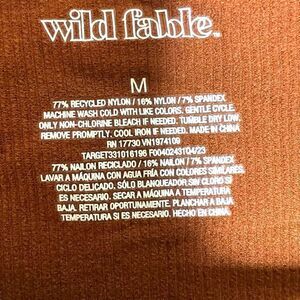 wild fable™
M
77% RECYCLED NYLON / 16% NYLON / 7% SPANDEX
MACHINE WASH COLD WITH LIKE COLORS. GENTLE CYCLE.
ONLY NON-CHLORINE BLEACH IF NEEDED. TUMBLE DRY LOW.
REMOVE PROMPTLY. COOL IRON IF NEEDED. MADE IN CHINA
RN 17730 VN1974109
TARGET331016196 F00402431Q4/23
77% NAILON RECICLADO / 16% NAILON / 7% SPANDEX
LAVAR A MÁQUINA CON AGUA FRÍA CON COLORES SIMILARES.
CICLO DELICADO. SÓLO BLANQUEADOR SIN CLORO SI
ES NECESARIO. SECAR A MÁQUINA A TEMPERATURA
BAJA. RETIRAR OPORTUNAMENTE. PLANCHAR A BAJA
TEMPERATURA SI ES NECESARIO. HECHO EN CHINA.